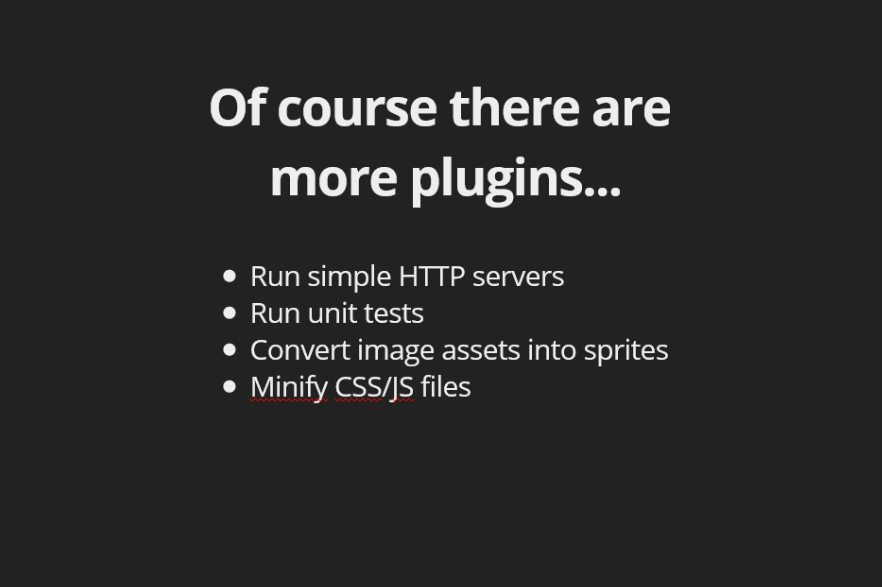 Of course there are
more plugins...
Run simple HTTP servers
Run unit tests
Convert image assets into sprites
Minify CSS/JS files